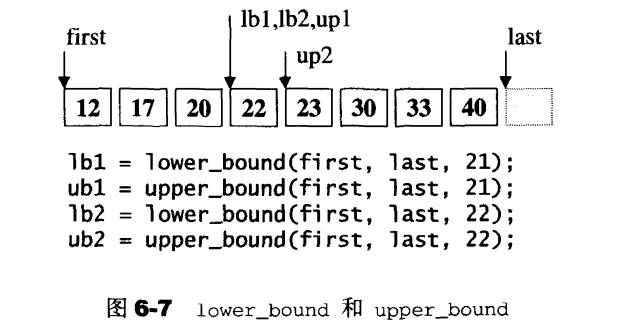 lb1,lb2,up1
first
last
up2
12 17 20 22 23 30 33 40
lb1 = lower_bound(first, last, 21);
ub1 = upper_bound(first, last, 21);
lb2 = lower_bound(first, last, 22);
ub2 = upper_bound(first, last, 22);
图 6-7 lower_bound 和 upper_bound